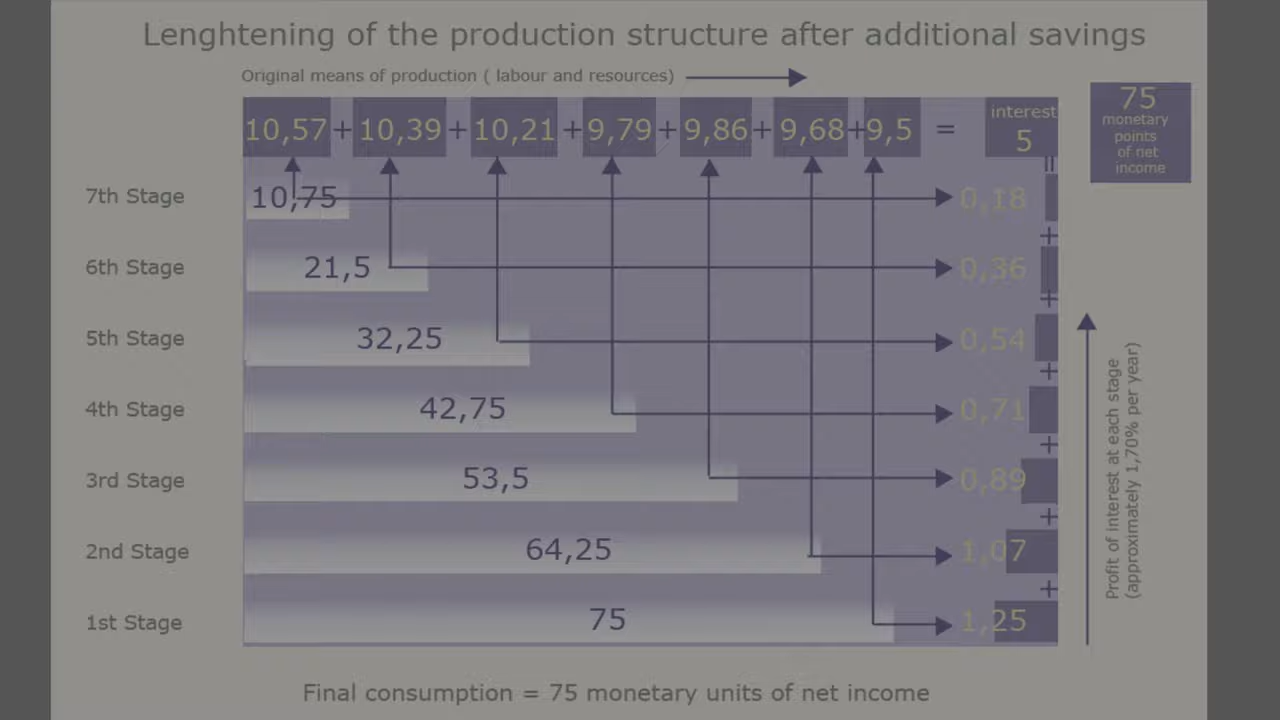 Lenghtening of the production structure after additional savings
Original means of production ( labour and resources)
10,57 + 10,39 + 10,21 + 9,79 + 9,86 + 9,68 + 9,5 = interest 5
75
monetary
points
of net
income
7th Stage 10,75 0,18
+
6th Stage 21,5 0,36
+
5th Stage 32,25 0,54
+
4th Stage 42,75 0,71
+
3rd Stage 53,5 0,89
+
2nd Stage 64,25 1,07
+
1st Stage 75 1,25
Profit of interest at each stage
(approximately 1,70% per year)
Final consumption = 75 monetary units of net income